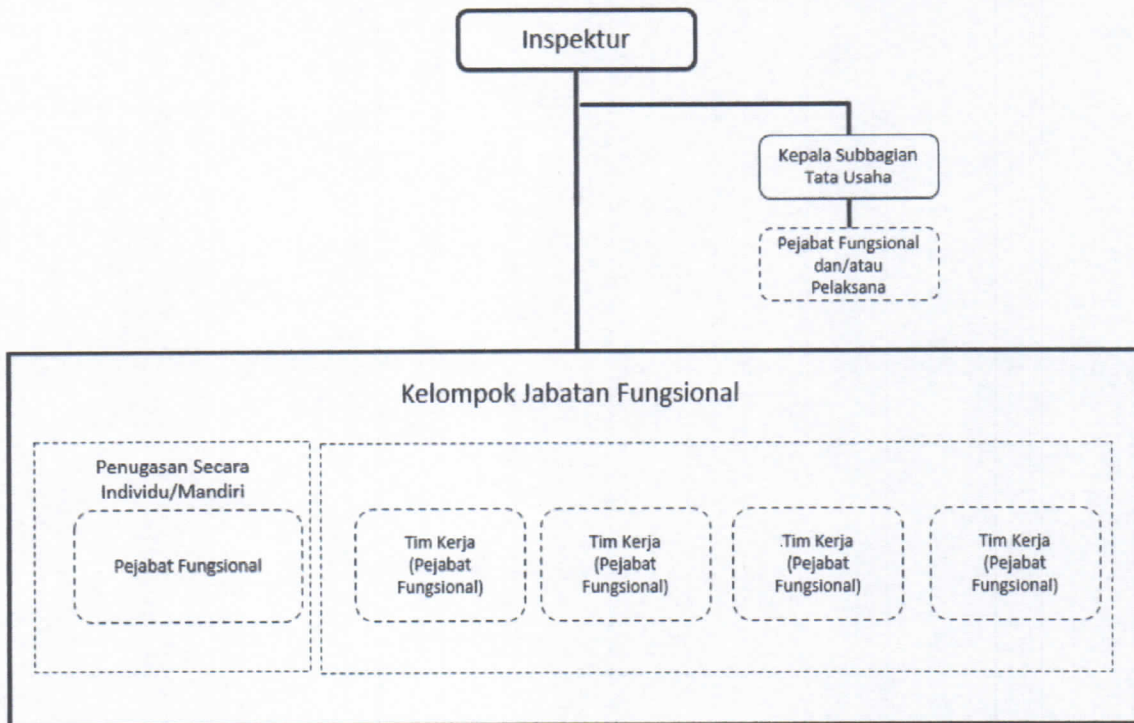 Inspektur
Kepala Subbagian
Tata Usaha
Pejabat Fungsional
dan/atau
Pelaksana
Kelompok Jabatan Fungsional
Penugasan Secara
Individu/Mandiri
Pejabat Fungsional
Tim Kerja
(Pejabat
Fungsional)
Tim Kerja
(Pejabat
Fungsional)
.Tim Kerja
(Pejabat
Fungsional)
Tim Kerja
(Pejabat
Fungsional)